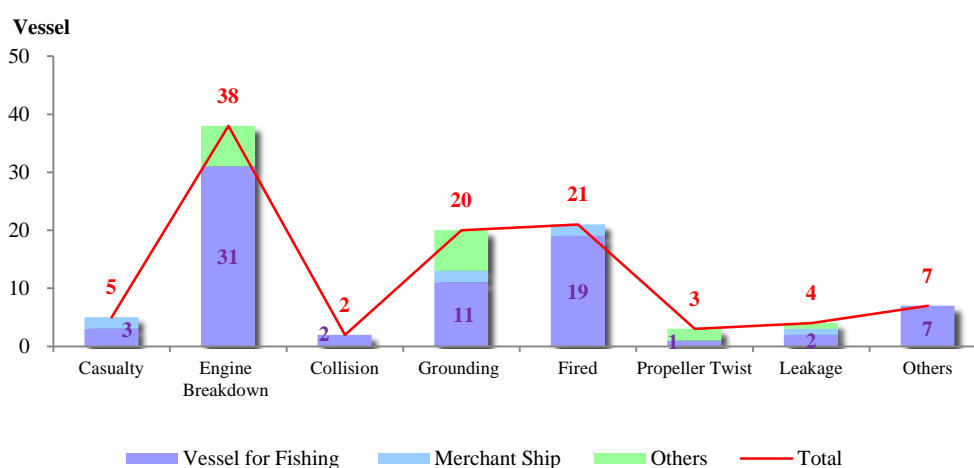 Vessel
50
40
30
20
10
0
38
31
5
3
2
2
20
11
21
19
3
1
4
2
7
7
Casualty
Engine
Breakdown
Collision
Grounding
Fired
Propeller Twist
Leakage
Others
Vessel for Fishing
Merchant Ship
Others
Total